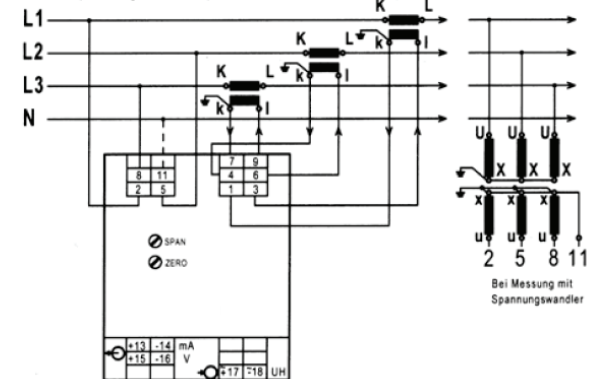 L1 K L
k l
L2 K L
k l
L3 K L
k l
N
U U U
X X X
x x x
u u u
2 5 8 11
Bei Messung mit
Spannungswandler
7 9
8 11 4 6
2 5 1 3
SPAN
ZERO
+13 -14 mA
+15 -16 V
+17 -18 UH